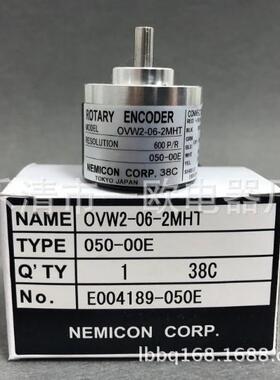 ROTARY ENCODER
MODEL OVW2-06-2MHT
RESOLUTION 600 P/R
050-00E
NEMICON CORP. 38C
TOKYO JAPAN
NAME OVW2-06-2MHT
TYPE 050-00E
Q'TY 1 38C
No. E004189-050E
NEMICON CORP.
lbbq168.1688.c